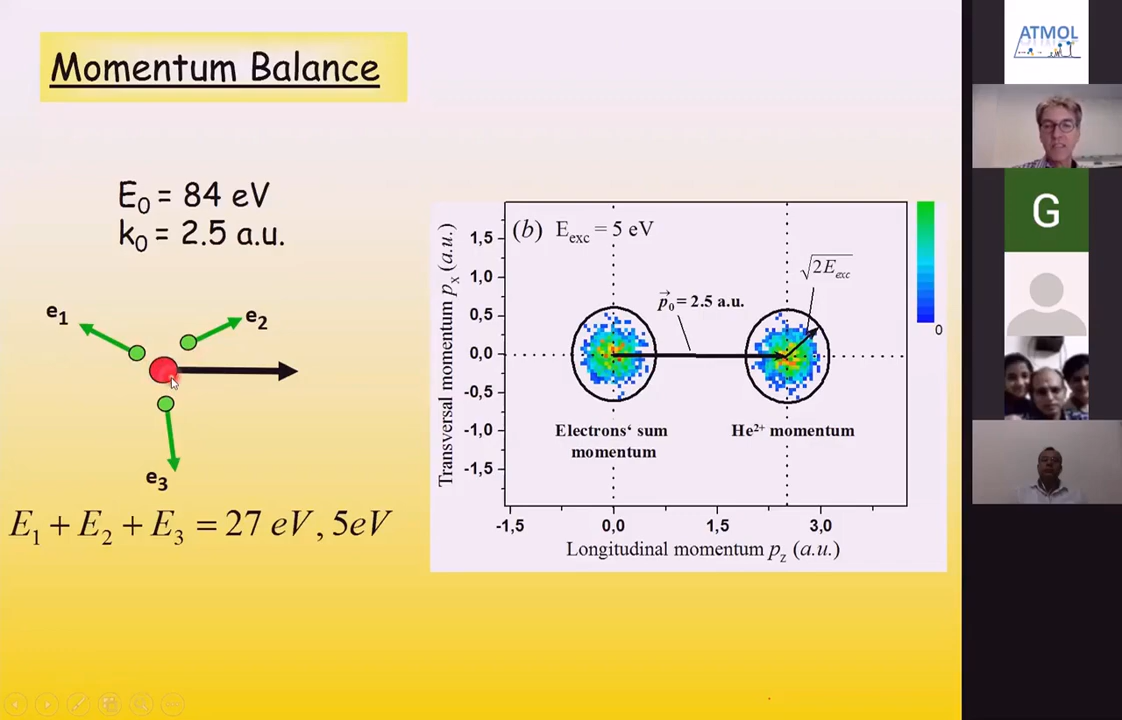 Momentum Balance
E₀ = 84 eV
k₀ = 2.5 a.u.
e₁
e₂
e₃
E₁ + E₂ + E₃ = 27 eV, 5eV
(b) E_exc = 5 eV
√2E_exc
p⃗₀ = 2.5 a.u.
Transversal momentum pₓ (a.u.)
1,5
1,0
0,5
0,0
-0,5
-1,0
-1,5
Electrons‘ sum
momentum
He²⁺ momentum
-1,5
0,0
1,5
3,0
Longitudinal momentum p_z (a.u.)
0
ATMOL
G